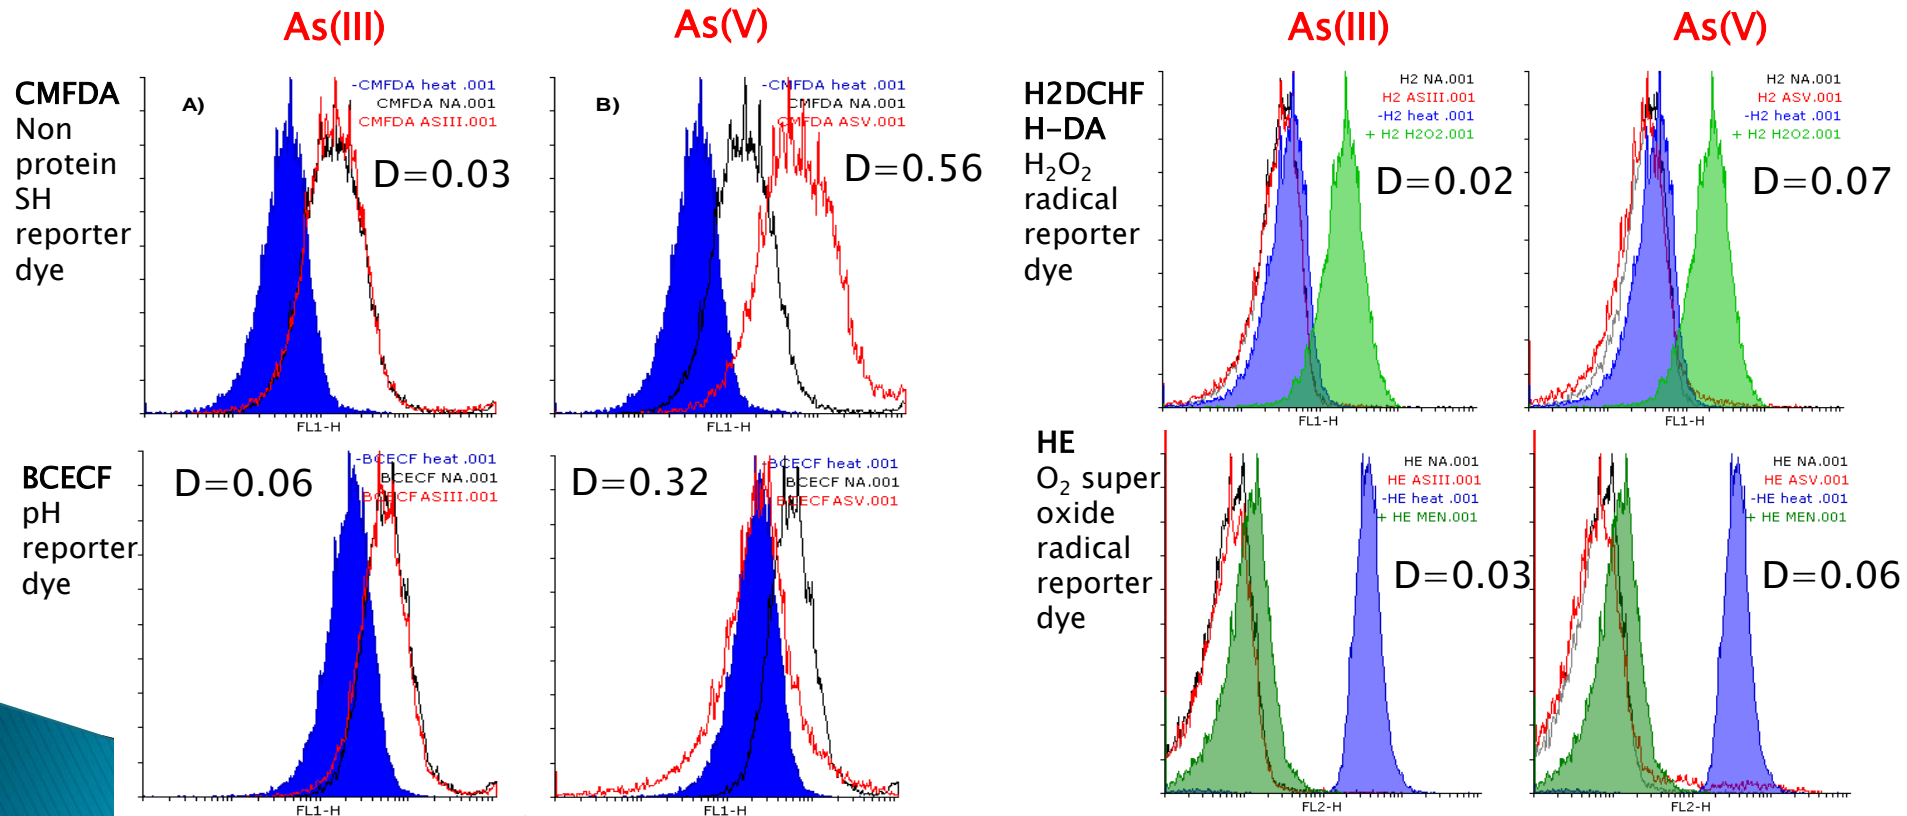 As(III)
As(V)
CMFDA
Non
protein
SH
reporter
dye
A)
-CMFDA heat .001
CMFDA NA.001
CMFDA ASIII.001
D=0.03
FL1-H
B)
-CMFDA heat .001
CMFDA NA.001
CMFDA ASV.001
D=0.56
FL1-H
BCECF
pH
reporter
dye
D=0.06
-BCECF heat .001
BCECF NA.001
BCECF ASIII.001
FL1-H
D=0.32
-BCECF heat .001
BCECF NA.001
BCECF ASV.001
FL1-H
As(III)
As(V)
H2DCHF
H-DA
H₂O₂
radical
reporter
dye
H2 NA.001
H2 ASIII.001
-H2 heat .001
+ H2 H2O2.001
D=0.02
FL1-H
H2 NA.001
H2 ASV.001
-H2 heat .001
+ H2 H2O2.001
D=0.07
FL1-H
HE
O₂ super
oxide
radical
reporter
dye
HE NA.001
HE ASIII.001
-HE heat .001
+ HE MEN.001
D=0.03
FL2-H
HE NA.001
HE ASV.001
-HE heat .001
+ HE MEN.001
D=0.06
FL2-H